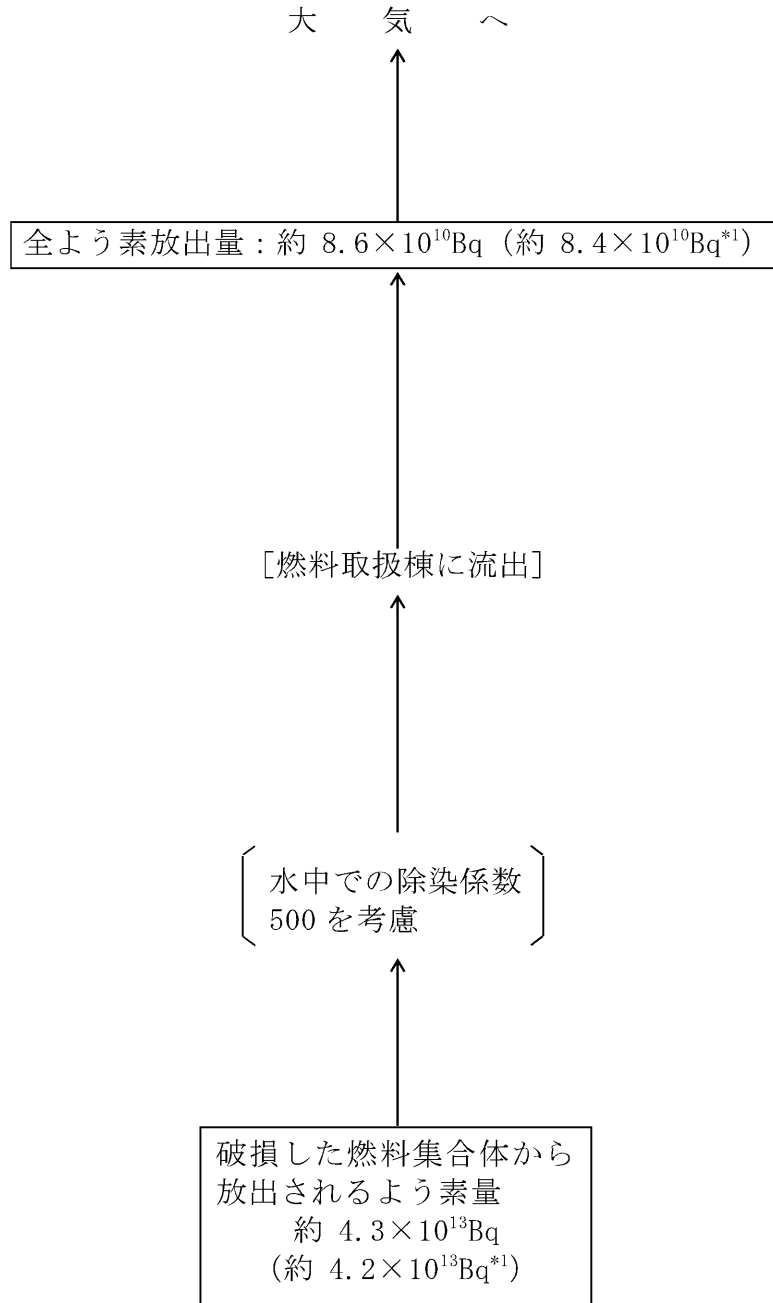 大 気 へ
全よう素放出量：約 8.6×10¹⁰Bq（約 8.4×10¹⁰Bq*¹）
[燃料取扱棟に流出]
水中での除染係数
500 を考慮
破損した燃料集合体から
放出されるよう素量
約 4.3×10¹³Bq
（約 4.2×10¹³Bq*¹）